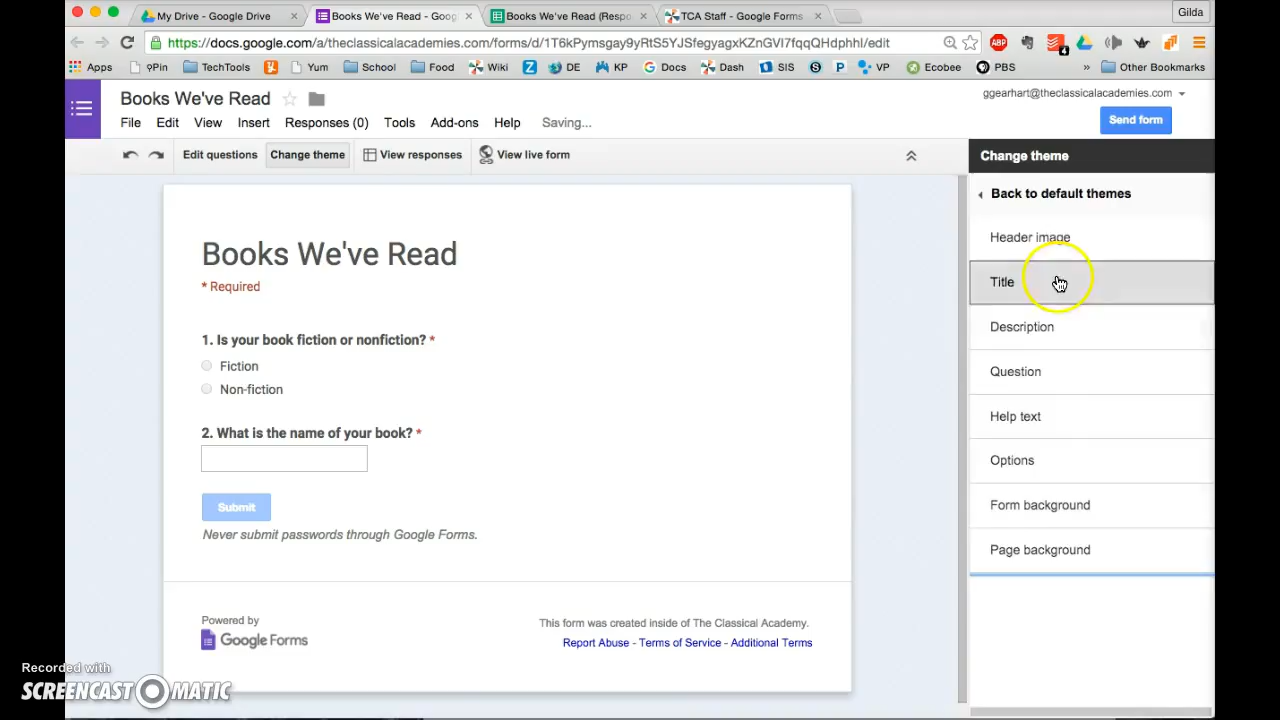 My Drive - Google Drive
Books We've Read - Goo
Books We've Read (Respo
TCA Staff - Google Forms
Gilda
https://docs.google.com/a/theclassicalacademies.com/forms/d/1T6kPymsgay9yRtS5YJSfegyagxKZnGVI7fqqQHdphhI/edit
ABP
4
Apps
9Pin
TechTools
Yum
School
Food
Wiki
Z
DE
KP
Docs
Dash
SIS
S
P
VP
Ecobee
PBS
»
Other Bookmarks
Books We've Read
ggearhart@theclassicalacademies.com
File Edit View Insert Responses (0) Tools Add-ons Help Saving...
Send form
Edit questions Change theme View responses View live form
Change theme
Back to default themes
Header image
Title
Description
Question
Help text
Options
Form background
Page background
Books We've Read
* Required
1. Is your book fiction or nonfiction? *
Fiction
Non-fiction
2. What is the name of your book? *
Submit
Never submit passwords through Google Forms.
Powered by
Google Forms
This form was created inside of The Classical Academy.
Report Abuse - Terms of Service - Additional Terms
Recorded with
SCREENCAST MATIC